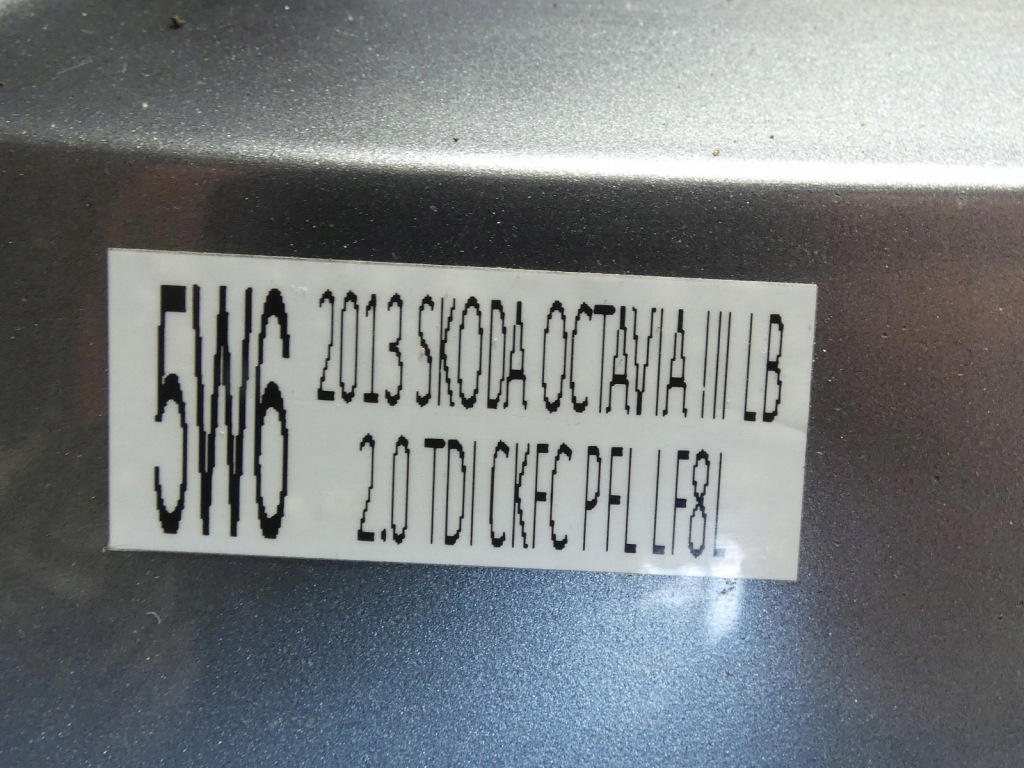 5W6
2013 SKODA OCTAVIA III LB
2.0 TDI CKFC PFL LF8L